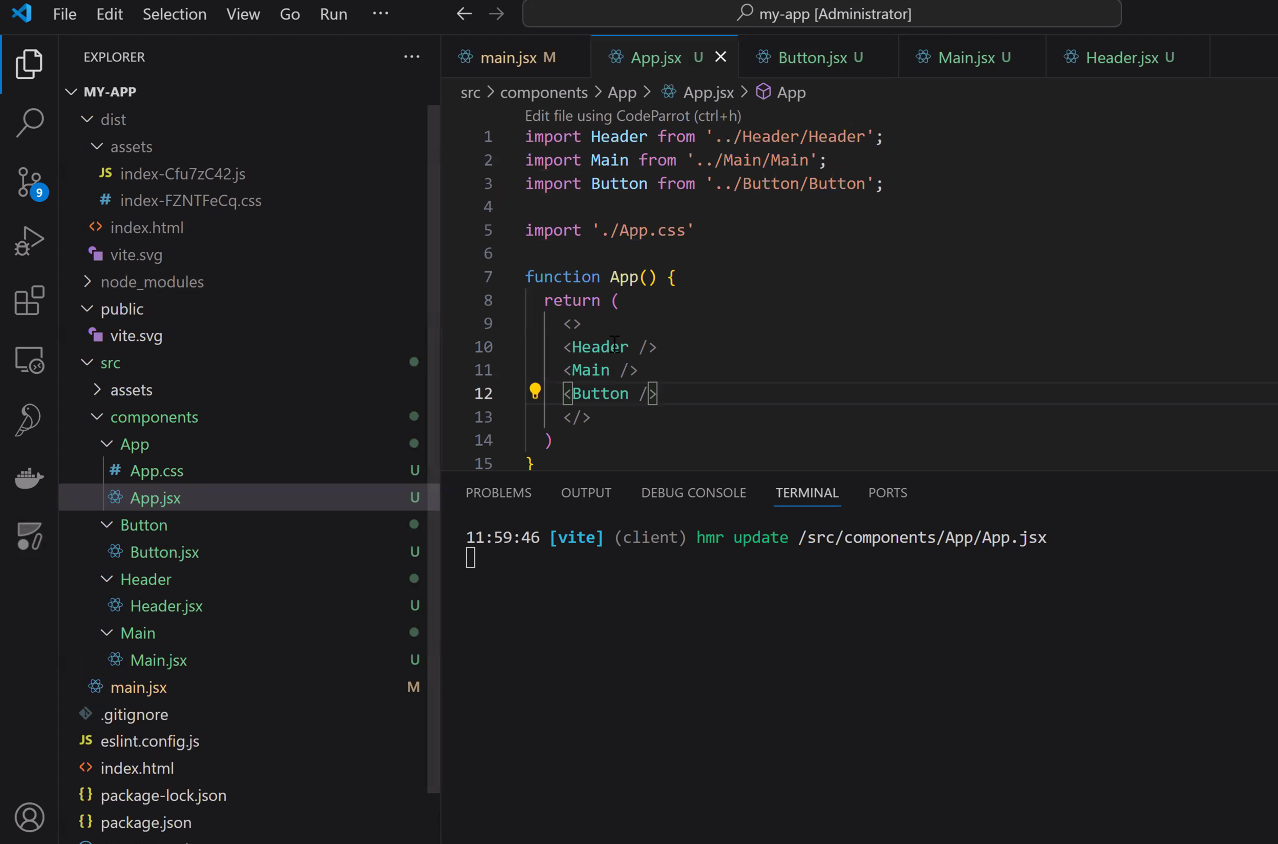 File Edit Selection View Go Run ··· my-app [Administrator]
EXPLORER ···
MY-APP
dist
assets
JS index-Cfu7zC42.js
# index-FZNTFeCq.css
<> index.html
vite.svg
node_modules
public
vite.svg
src
assets
components
App
# App.css U
App.jsx U
Button
Button.jsx U
Header
Header.jsx U
Main
Main.jsx U
main.jsx M
.gitignore
JS eslint.config.js
<> index.html
{} package-lock.json
{} package.json
9
main.jsx M App.jsx U Button.jsx U Main.jsx U Header.jsx U
src > components > App > App.jsx > App
Edit file using CodeParrot (ctrl+h)
1 import Header from '../Header/Header';
2 import Main from '../Main/Main';
3 import Button from '../Button/Button';
4
5 import './App.css'
6
7 function App() {
8 return (
9 <>
10 <Header />
11 <Main />
12 <Button />
13 </>
14 )
15 }
PROBLEMS OUTPUT DEBUG CONSOLE TERMINAL PORTS
11:59:46 [vite] (client) hmr update /src/components/App/App.jsx